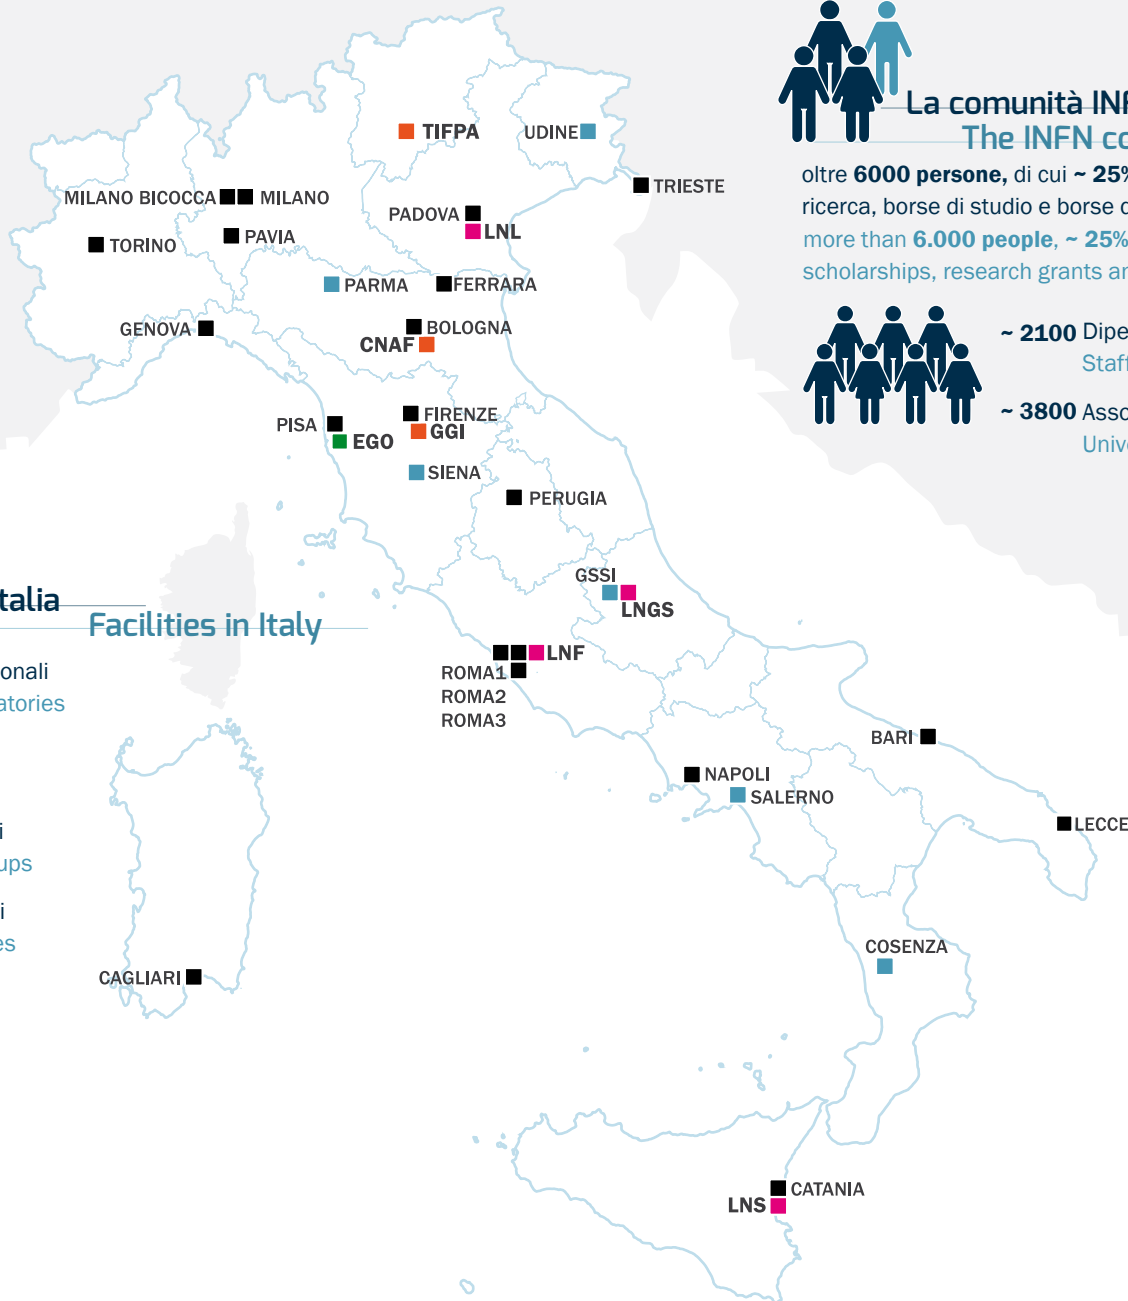 La comunità INF
The INFN co
oltre 6000 persone, di cui ~ 25%
ricerca, borse di studio e borse d
more than 6.000 people, ~ 25%
scholarships, research grants an
~ 2100 Dipe
Staff
~ 3800 Asso
Unive
TIFPA
UDINE
TRIESTE
MILANO BICOCCA
MILANO
PADOVA
LNL
TORINO
PAVIA
PARMA
FERRARA
GENOVA
BOLOGNA
CNAF
PISA
FIRENZE
GGI
EGO
SIENA
PERUGIA
GSSI
LNGS
talia
Facilities in Italy
onali
atories
i
ups
i
es
LNF
ROMA1
ROMA2
ROMA3
BARI
NAPOLI
SALERNO
LECCE
COSENZA
CAGLIARI
CATANIA
LNS